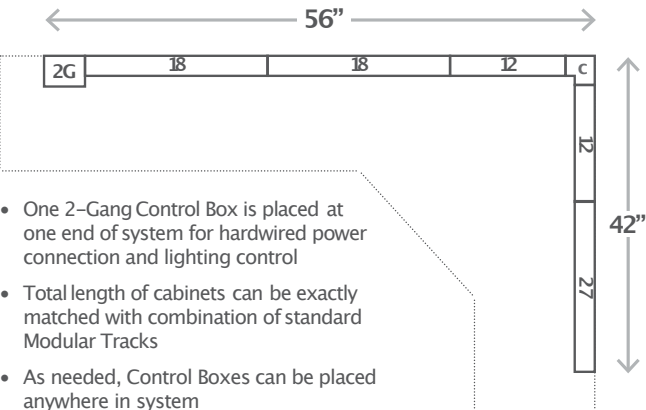 56”
2G 18 18 12 C
12
42”
27
• One 2-Gang Control Box is placed at
one end of system for hardwired power
connection and lighting control
• Total length of cabinets can be exactly
matched with combination of standard
Modular Tracks
• As needed, Control Boxes can be placed
anywhere in system